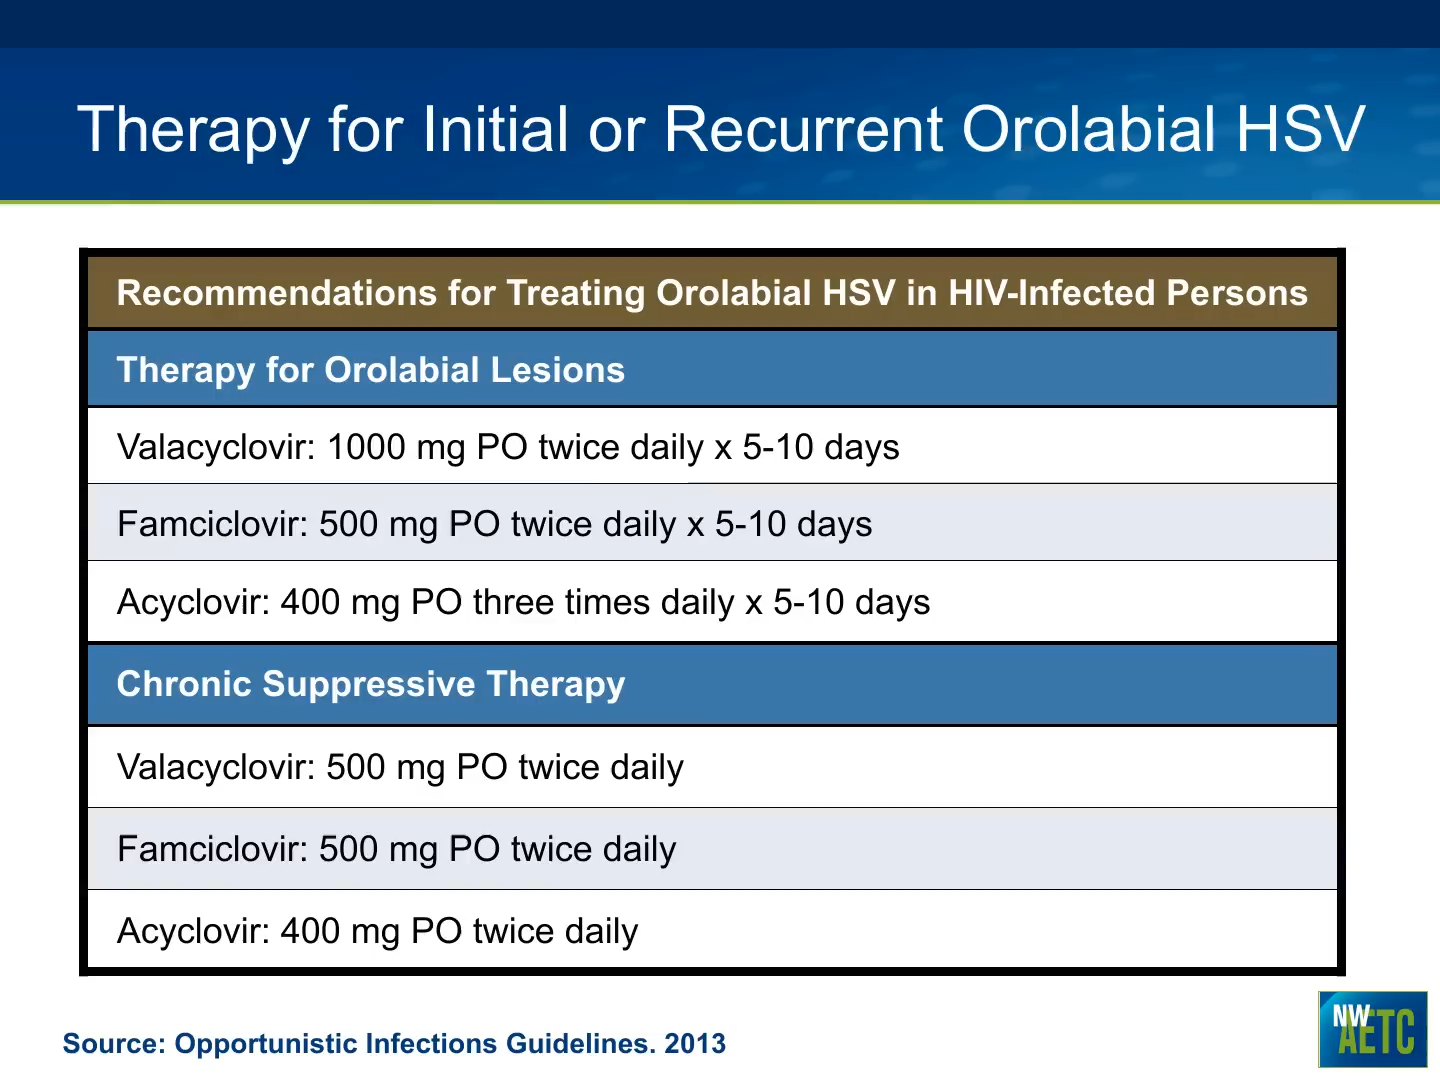 Therapy for Initial or Recurrent Orolabial HSV
Recommendations for Treating Orolabial HSV in HIV-Infected Persons
Therapy for Orolabial Lesions
Valacyclovir: 1000 mg PO twice daily x 5-10 days
Famciclovir: 500 mg PO twice daily x 5-10 days
Acyclovir: 400 mg PO three times daily x 5-10 days
Chronic Suppressive Therapy
Valacyclovir: 500 mg PO twice daily
Famciclovir: 500 mg PO twice daily
Acyclovir: 400 mg PO twice daily
Source: Opportunistic Infections Guidelines. 2013
NW
AETC